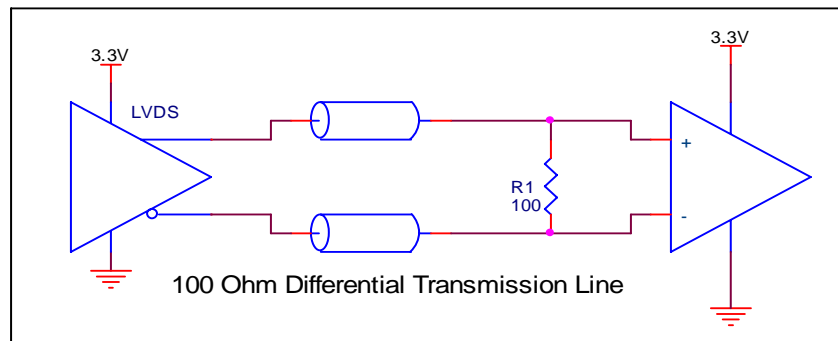 3.3V
3.3V
LVDS
+
R1
100
-
100 Ohm Differential Transmission Line